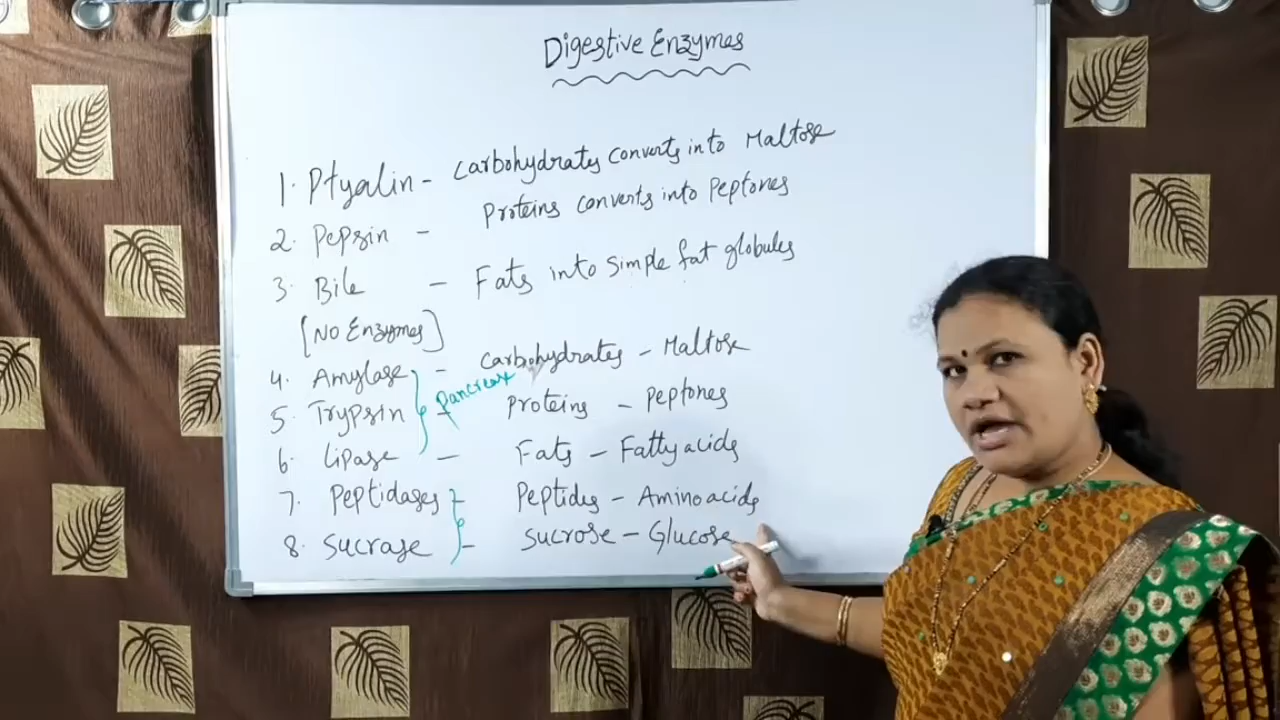 Digestive Enzymes
1. Ptyalin - carbohydrates converts into Maltose
2. Pepsin - Proteins converts into Peptones
3. Bile - Fats into simple fat globules
[No Enzymes]
4. Amylase - carbohydrates - Maltose
Pancreas
5. Trypsin - Proteins - Peptones
6. Lipase - Fats - Fatty acids
7. Peptidases - Peptides - Amino acids
8. Sucrase - Sucrose - Glucose